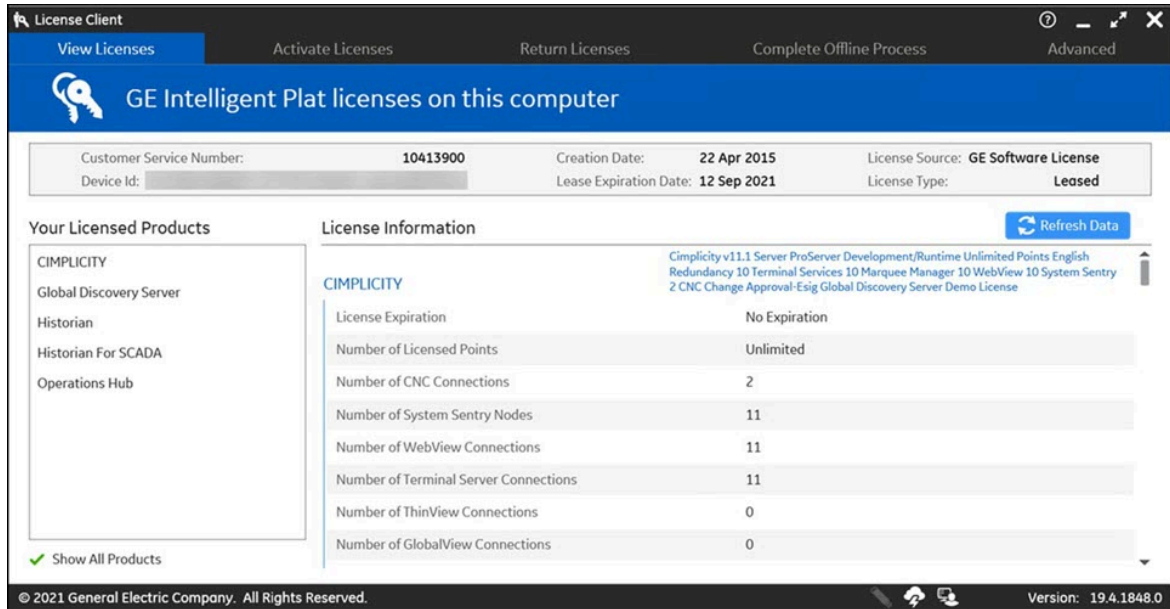 License Client
View Licenses Activate Licenses Return Licenses Complete Offline Process Advanced
GE Intelligent Plat licenses on this computer
Customer Service Number: 10413900 Creation Date: 22 Apr 2015 License Source: GE Software License
Device Id: Lease Expiration Date: 12 Sep 2021 License Type: Leased
Your Licensed Products
CIMPLICITY
Global Discovery Server
Historian
Historian For SCADA
Operations Hub
Show All Products
License Information
Refresh Data
CIMPLICITY
Cimplicity v11.1 Server ProServer Development/Runtime Unlimited Points English
Redundancy 10 Terminal Services 10 Marquee Manager 10 WebView 10 System Sentry
2 CNC Change Approval-Esig Global Discovery Server Demo License
License Expiration No Expiration
Number of Licensed Points Unlimited
Number of CNC Connections 2
Number of System Sentry Nodes 11
Number of WebView Connections 11
Number of Terminal Server Connections 11
Number of ThinView Connections 0
Number of GlobalView Connections 0
© 2021 General Electric Company. All Rights Reserved. Version: 19.4.1848.0